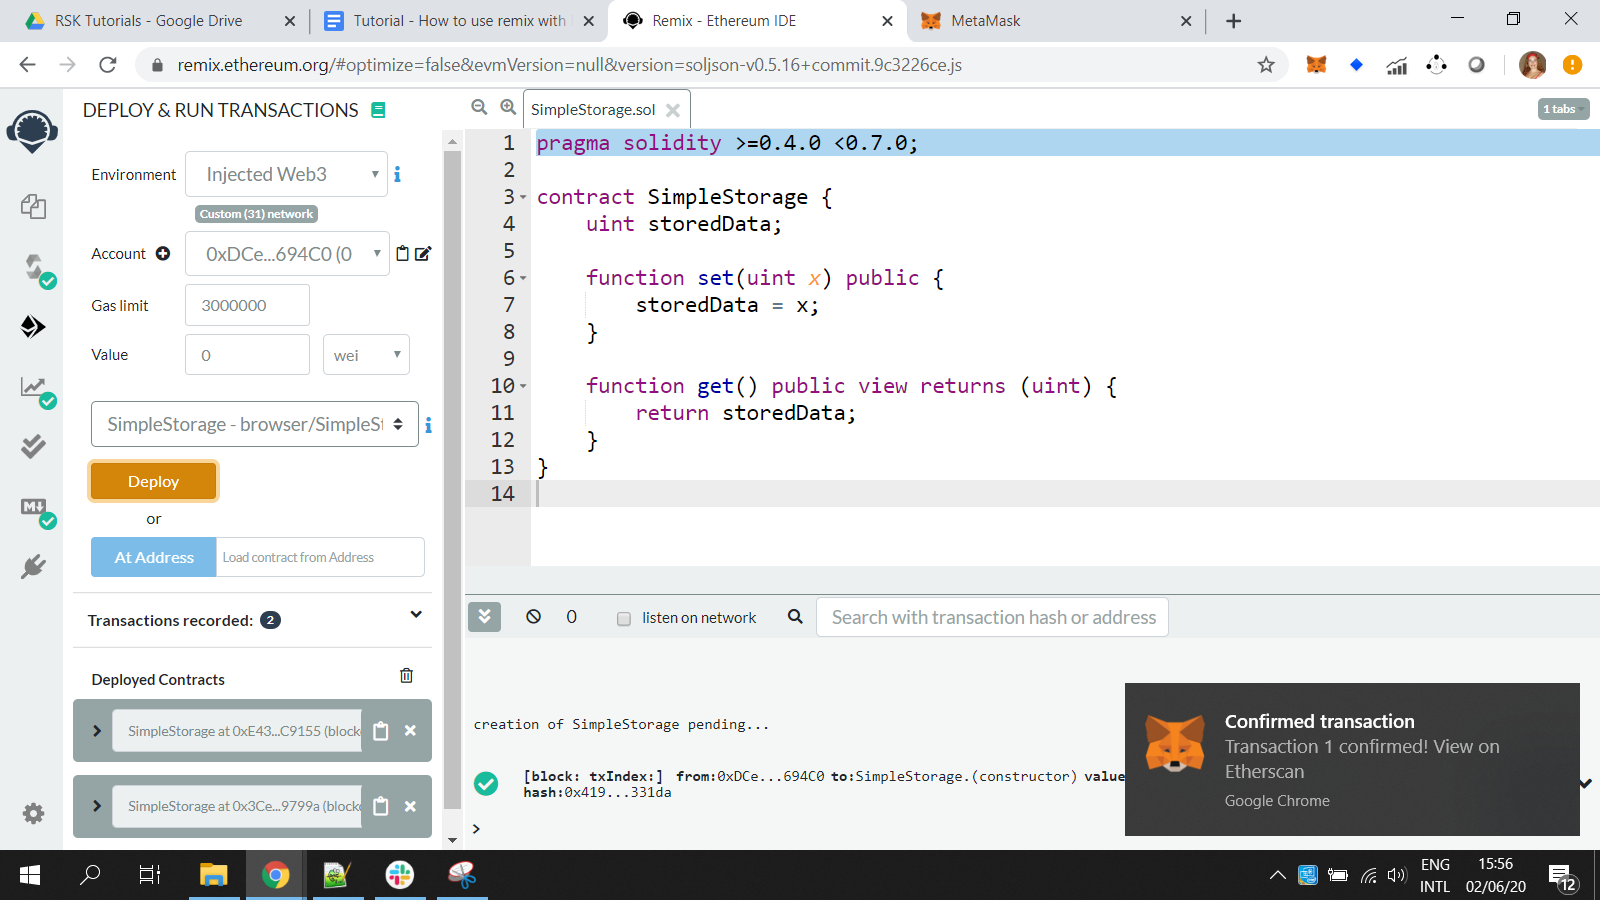 RSK Tutorials - Google Drive
Tutorial - How to use remix with
Remix - Ethereum IDE
MetaMask
remix.ethereum.org/#optimize=false&evmVersion=null&version=soljson-v0.5.16+commit.9c3226ce.js
DEPLOY & RUN TRANSACTIONS
Environment
Injected Web3
Custom (31) network
Account
0xDCe...694C0 (0
Gas limit
3000000
Value
0
wei
SimpleStorage - browser/SimpleSt
Deploy
or
At Address
Load contract from Address
Transactions recorded: 2
Deployed Contracts
SimpleStorage at 0xE43...C9155 (block
SimpleStorage at 0x3Ce...9799a (block
SimpleStorage.sol
1 tabs
1 pragma solidity >=0.4.0 <0.7.0;
2
3 contract SimpleStorage {
4 uint storedData;
5
6 function set(uint x) public {
7 storedData = x;
8 }
9
10 function get() public view returns (uint) {
11 return storedData;
12 }
13 }
14
0
listen on network
Search with transaction hash or address
creation of SimpleStorage pending...
[block: txIndex:] from:0xDCe...694C0 to:SimpleStorage.(constructor) value
hash:0x419...331da
>
Confirmed transaction
Transaction 1 confirmed! View on
Etherscan
Google Chrome
M
ENG
INTL
15:56
02/06/20
12